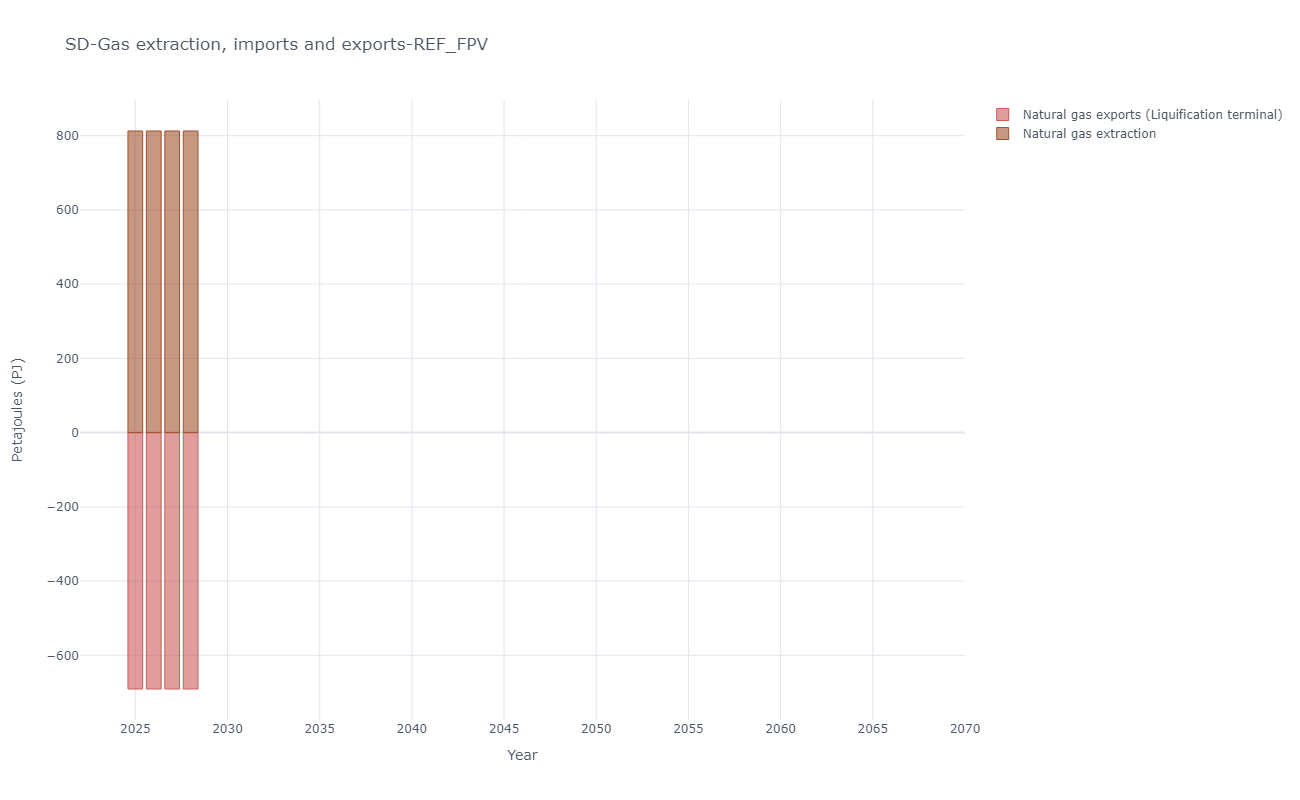 SD-Gas extraction, imports and exports-REF_FPV
Natural gas exports (Liquification terminal)
Natural gas extraction
800
600
400
200
0
−200
−400
−600
Petajoules (PJ)
2025 2030 2035 2040 2045 2050 2055 2060 2065 2070
Year